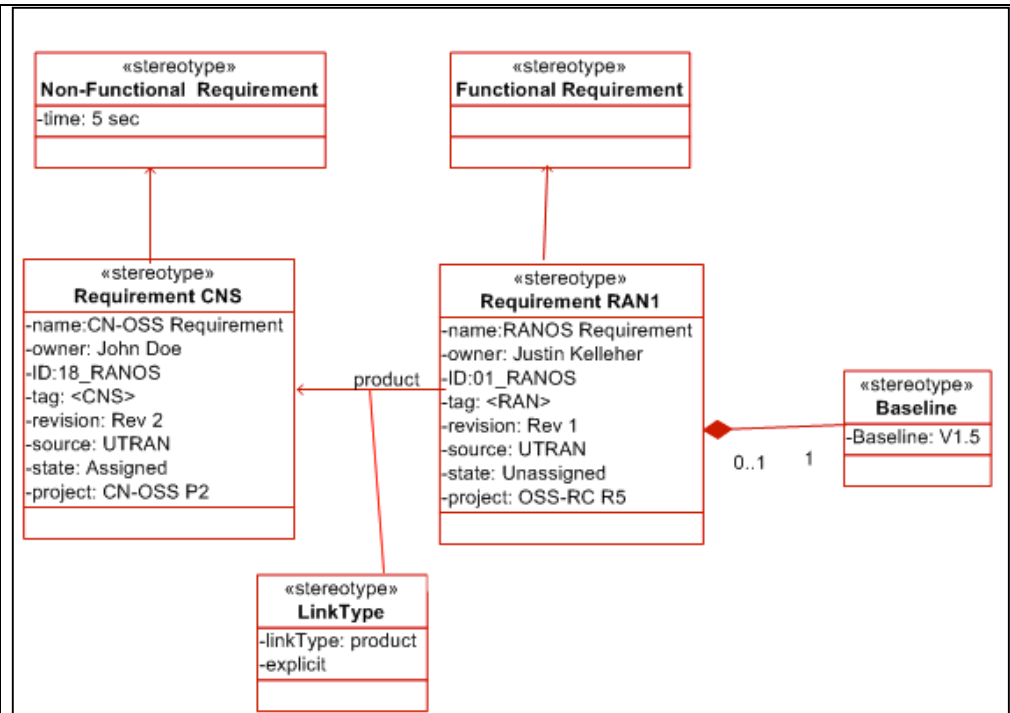 «stereotype»
Non-Functional Requirement
-time: 5 sec
«stereotype»
Functional Requirement
«stereotype»
Requirement CNS
-name:CN-OSS Requirement
-owner: John Doe
-ID:18_RANOS
-tag: <CNS>
-revision: Rev 2
-source: UTRAN
-state: Assigned
-project: CN-OSS P2
product
«stereotype»
Requirement RAN1
-name:RANOS Requirement
-owner: Justin Kelleher
-ID:01_RANOS
-tag: <RAN>
-revision: Rev 1
-source: UTRAN
-state: Unassigned
-project: OSS-RC R5
0..1 1
«stereotype»
Baseline
-Baseline: V1.5
«stereotype»
LinkType
-linkType: product
-explicit